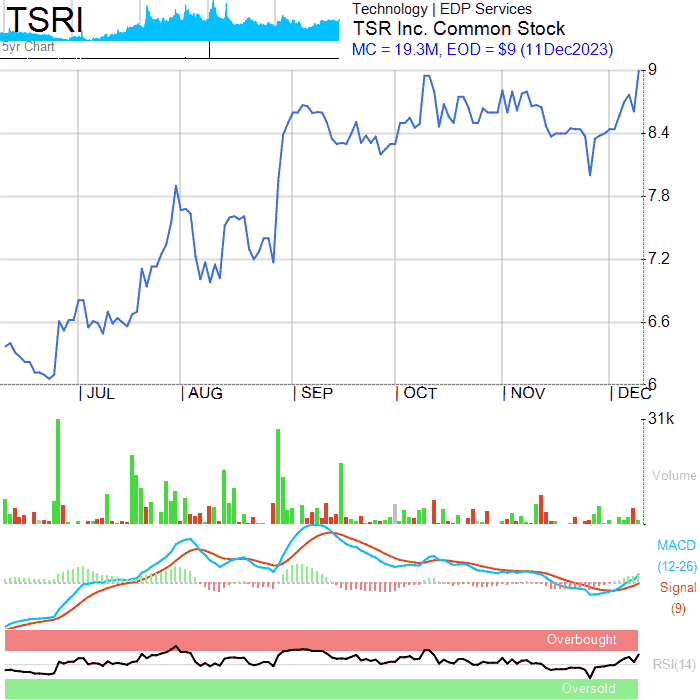 TSRI
5yr Chart
Technology | EDP Services
TSR Inc. Common Stock
MC = 19.3M, EOD = $9 (11Dec2023)
9
8.4
7.8
7.2
6.6
6
| JUL | AUG | SEP | OCT | NOV | DEC
31k
Volume
MACD
(12-26)
Signal
(9)
Overbought
RSI(14)
Oversold